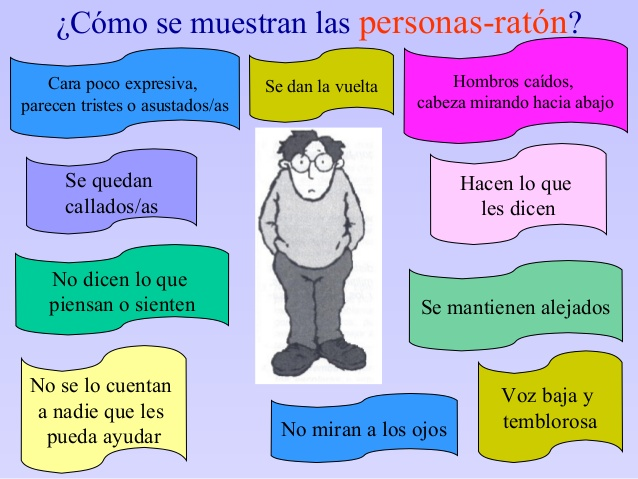 ¿Cómo se muestran las personas-ratón?
Cara poco expresiva,
parecen tristes o asustados/as
Se dan la vuelta
Hombros caídos,
cabeza mirando hacia abajo
Se quedan
callados/as
Hacen lo que
les dicen
No dicen lo que
piensan o sienten
Se mantienen alejados
No se lo cuentan
a nadie que les
pueda ayudar
No miran a los ojos
Voz baja y
temblorosa